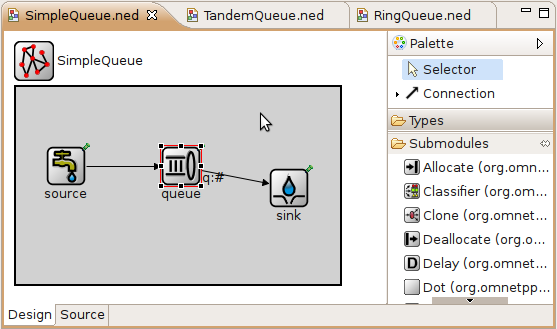 SimpleQueue.ned
TandemQueue.ned
RingQueue.ned
SimpleQueue
source
queue
q:#
sink
Palette
Selector
Connection
Types
Submodules
Allocate (org.omn...
Classifier (org.om...
Clone (org.omnet...
Deallocate (org.o...
Delay (org.omnet...
Dot (org.omnetpp...
Design
Source